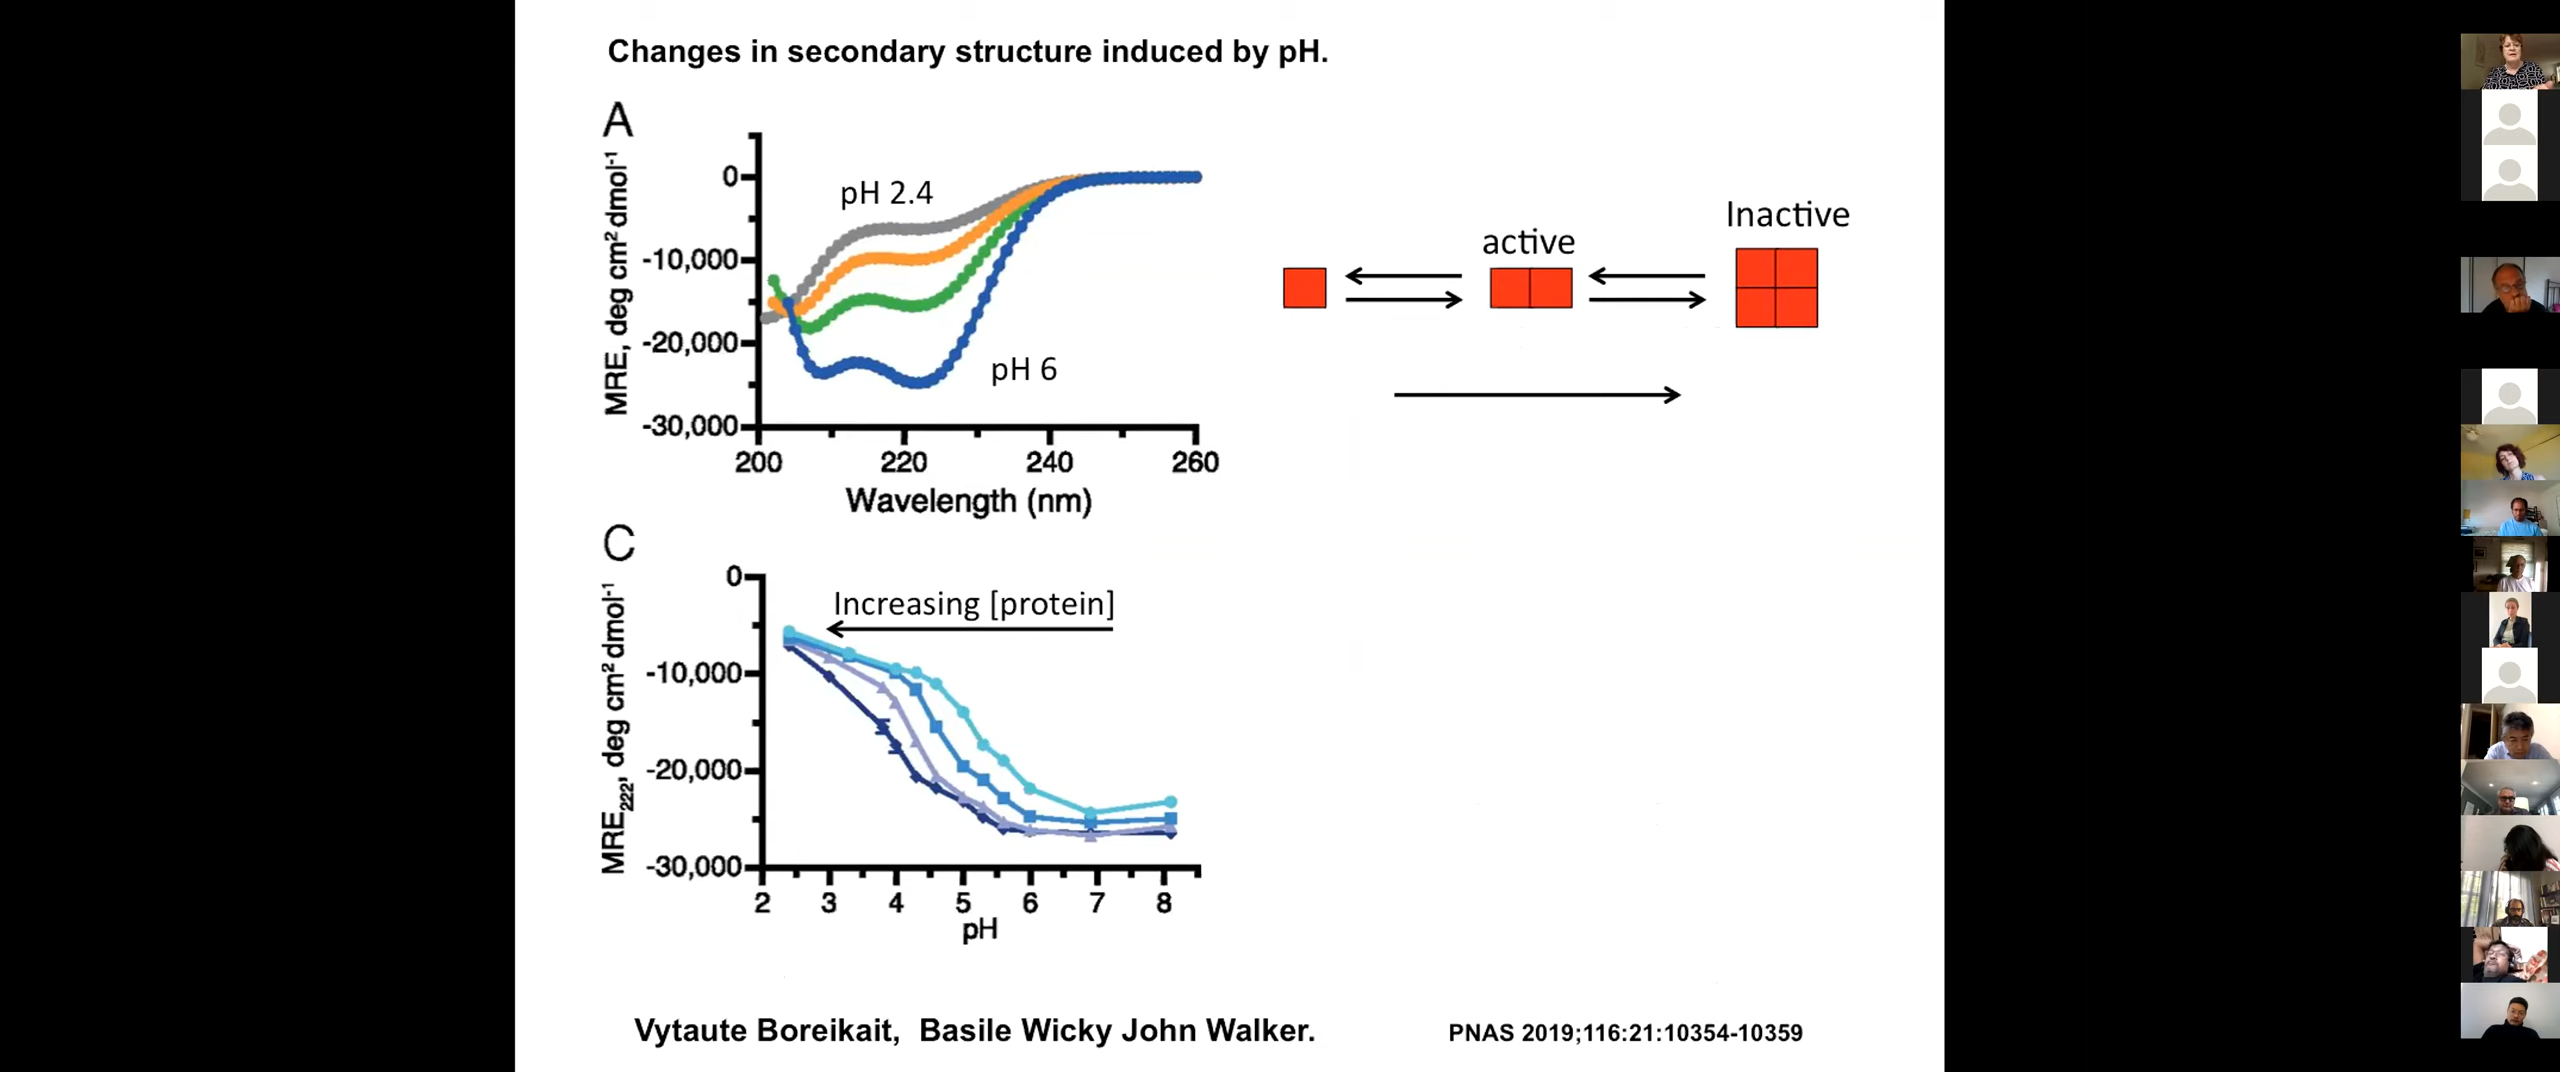 Changes in secondary structure induced by pH.
A
MRE, deg cm² dmol⁻¹
0
-10,000
-20,000
-30,000
pH 2.4
pH 6
200 220 240 260
Wavelength (nm)
active
Inactive
C
MRE₂₂₂, deg cm² dmol⁻¹
0
-10,000
-20,000
-30,000
Increasing [protein]
2 3 4 5 6 7 8
pH
Vytaute Boreikait, Basile Wicky John Walker.
PNAS 2019;116:21:10354-10359